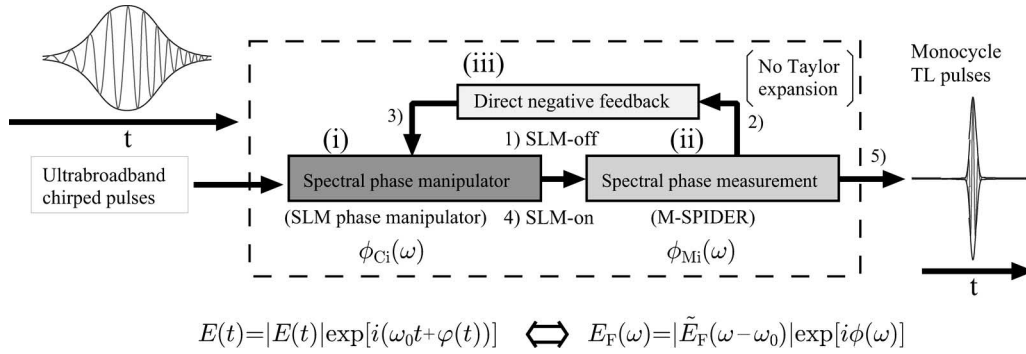 t
Ultrabroadband
chirped pulses
(iii)
Direct negative feedback
No Taylor
expansion
3)
2)
(i)
1) SLM-off
(ii)
Spectral phase manipulator
Spectral phase measurement
(SLM phase manipulator)
4) SLM-on
(M-SPIDER)
ϕCi(ω)
ϕMi(ω)
5)
Monocycle
TL pulses
t
E(t)=|E(t)|exp[i(ω₀t+φ(t))] ⇔ E_F(ω)=|Ẽ_F(ω−ω₀)|exp[iϕ(ω)]